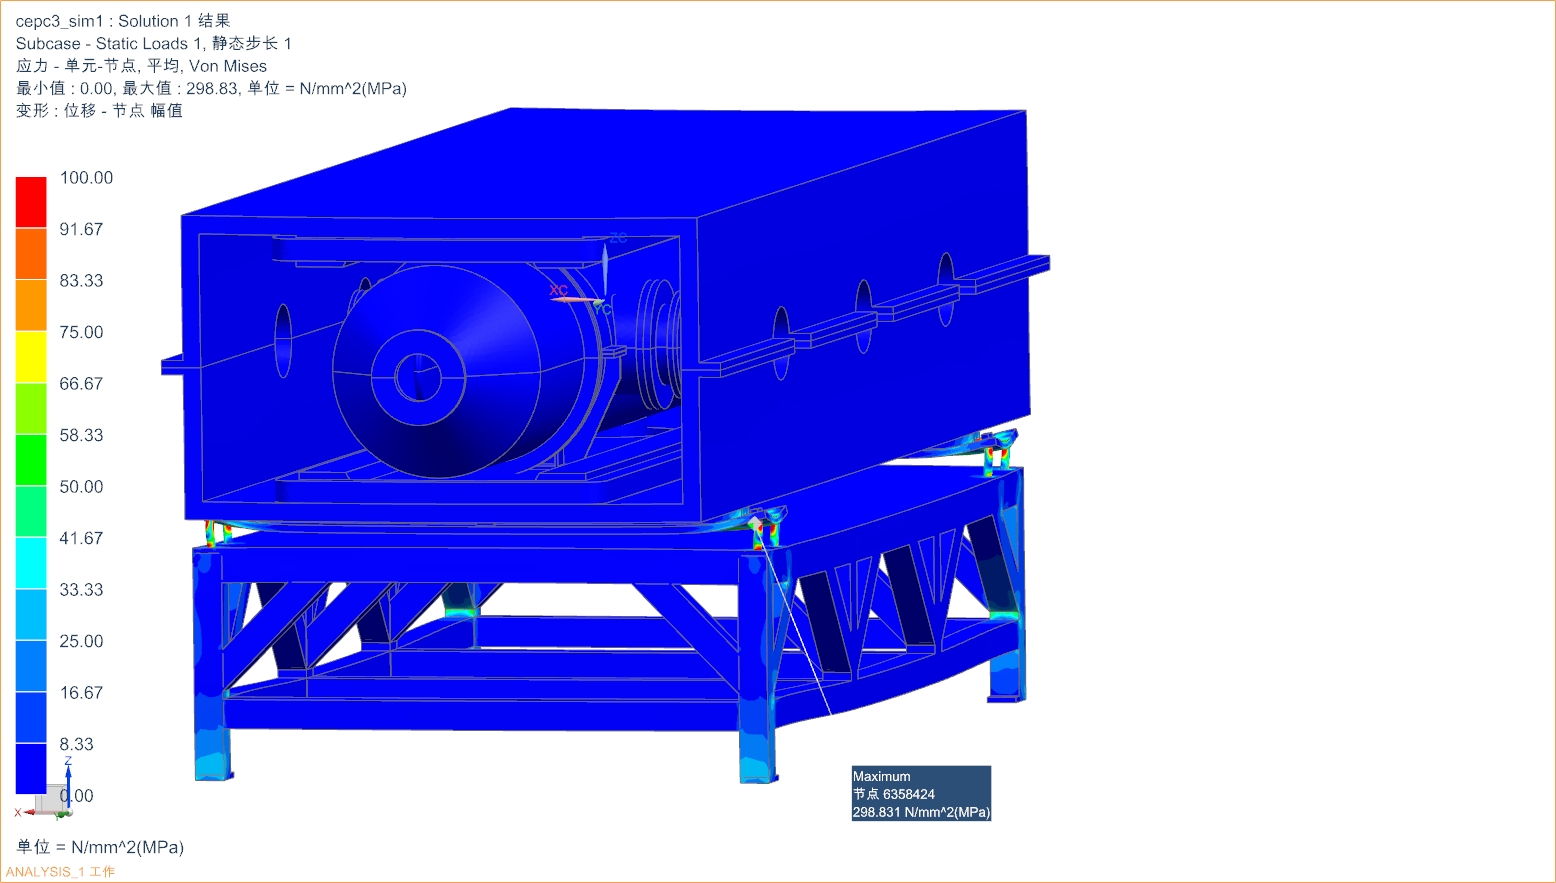 cepc3_sim1 : Solution 1 结果
Subcase - Static Loads 1, 静态步长 1
应力 - 单元-节点, 平均, Von Mises
最小值 : 0.00, 最大值 : 298.83, 单位 = N/mm^2(MPa)
变形 : 位移 - 节点 幅值
100.00
91.67
83.33
75.00
66.67
58.33
50.00
41.67
33.33
25.00
16.67
8.33
0.00
ZC
XC
YC
Z
X
Maximum
节点 6358424
298.831 N/mm^2(MPa)
单位 = N/mm^2(MPa)
ANALYSIS_1 工作